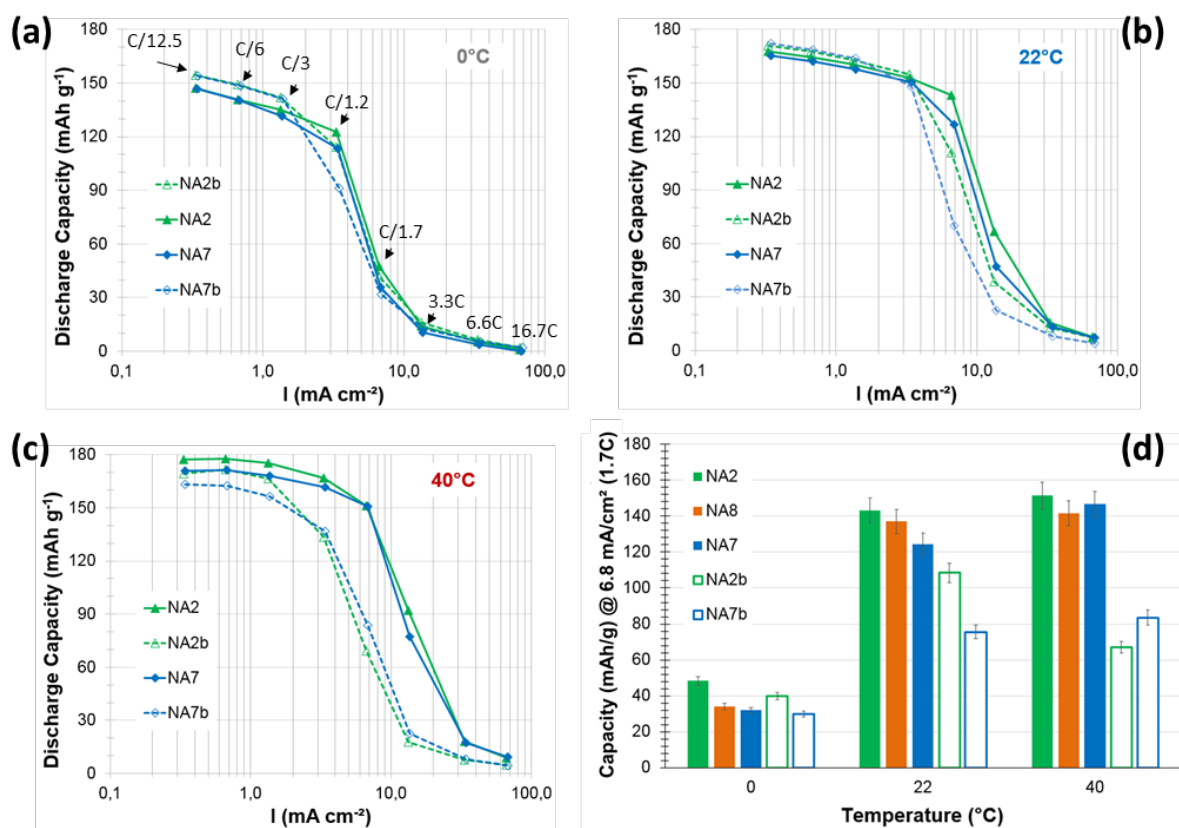 (a)
0°C
C/12.5
C/6
C/3
C/1.2
C/1.7
3.3C
6.6C
16.7C
NA2b
NA2
NA7
NA7b
180
150
120
90
60
30
0
0,1
1,0
10,0
100,0
Discharge Capacity (mAh g⁻¹)
I (mA cm⁻²)
(b)
22°C
NA2
NA2b
NA7
NA7b
180
150
120
90
60
30
0
0,1
1,0
10,0
100,0
Discharge Capacity (mAh g⁻¹)
I (mA cm⁻²)
(c)
40°C
NA2
NA2b
NA7
NA7b
180
150
120
90
60
30
0
0,1
1,0
10,0
100,0
Discharge Capacity (mAh g⁻¹)
I (mA cm⁻²)
(d)
NA2
NA8
NA7
NA2b
NA7b
180
160
140
120
100
80
60
40
20
0
0
22
40
Capacity (mAh/g) @ 6.8 mA/cm² (1.7C)
Temperature (°C)